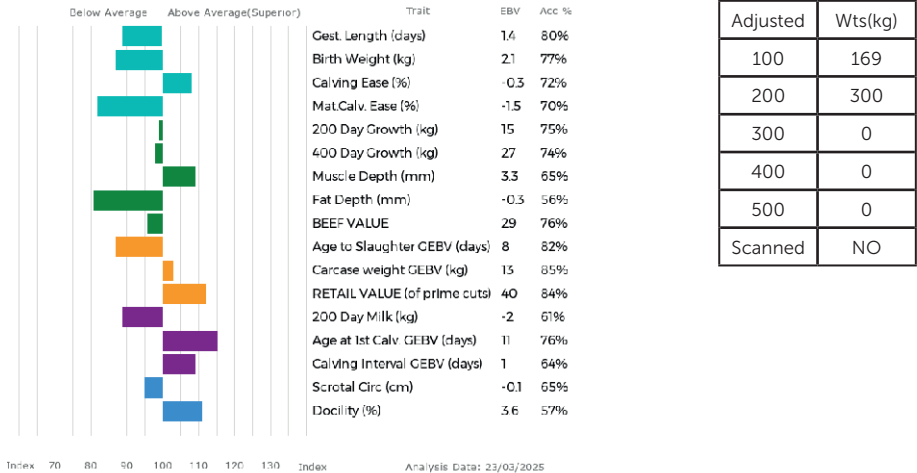 Below Average Above Average(Superior) Trait EBV Acc %
Gest. Length (days) 1.4 80%
Birth Weight (kg) 2.1 77%
Calving Ease (%) -0.3 72%
Mat.Calv. Ease (%) -1.5 70%
200 Day Growth (kg) 15 75%
400 Day Growth (kg) 27 74%
Muscle Depth (mm) 3.3 65%
Fat Depth (mm) -0.3 56%
BEEF VALUE 29 76%
Age to Slaughter GEBV (days) 8 82%
Carcase weight GEBV (kg) 13 85%
RETAIL VALUE (of prime cuts) 40 84%
200 Day Milk (kg) -2 61%
Age at 1st Calv. GEBV (days) 11 76%
Calving Interval GEBV (days) 1 64%
Scrotal Circ (cm) -0.1 65%
Docility (%) 3.6 57%
Index 70 80 90 100 110 120 130 Index Analysis Date: 23/03/2025
Adjusted Wts(kg)
100 169
200 300
300 0
400 0
500 0
Scanned NO